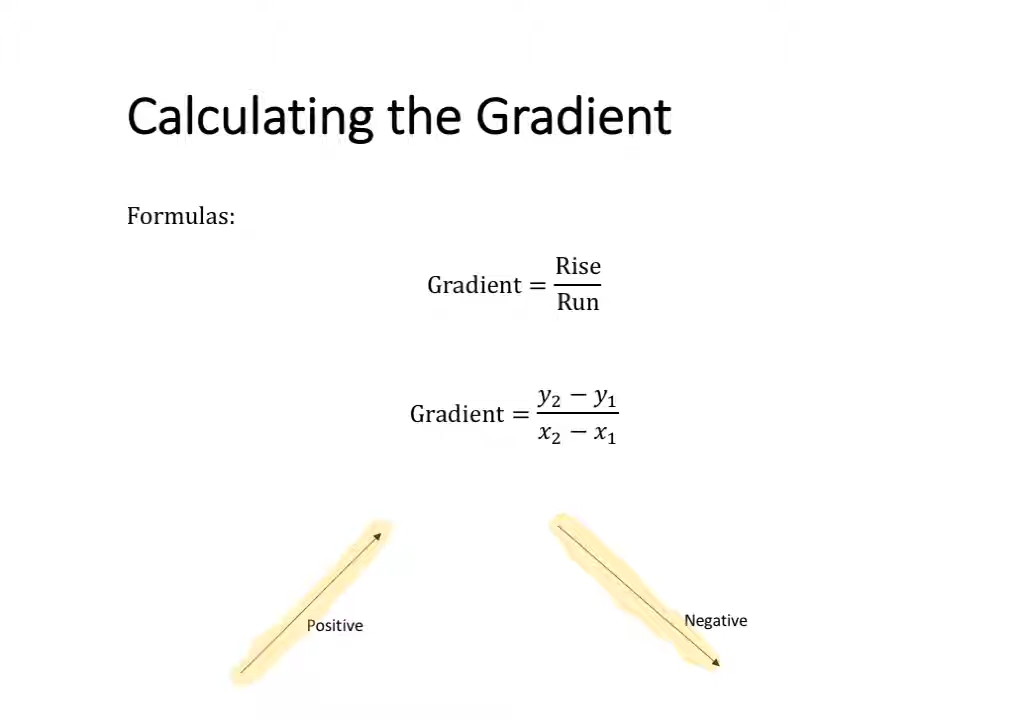 Calculating the Gradient
Formulas:
Gradient = Rise / Run
Gradient = y₂ − y₁ / x₂ − x₁
Positive
Negative